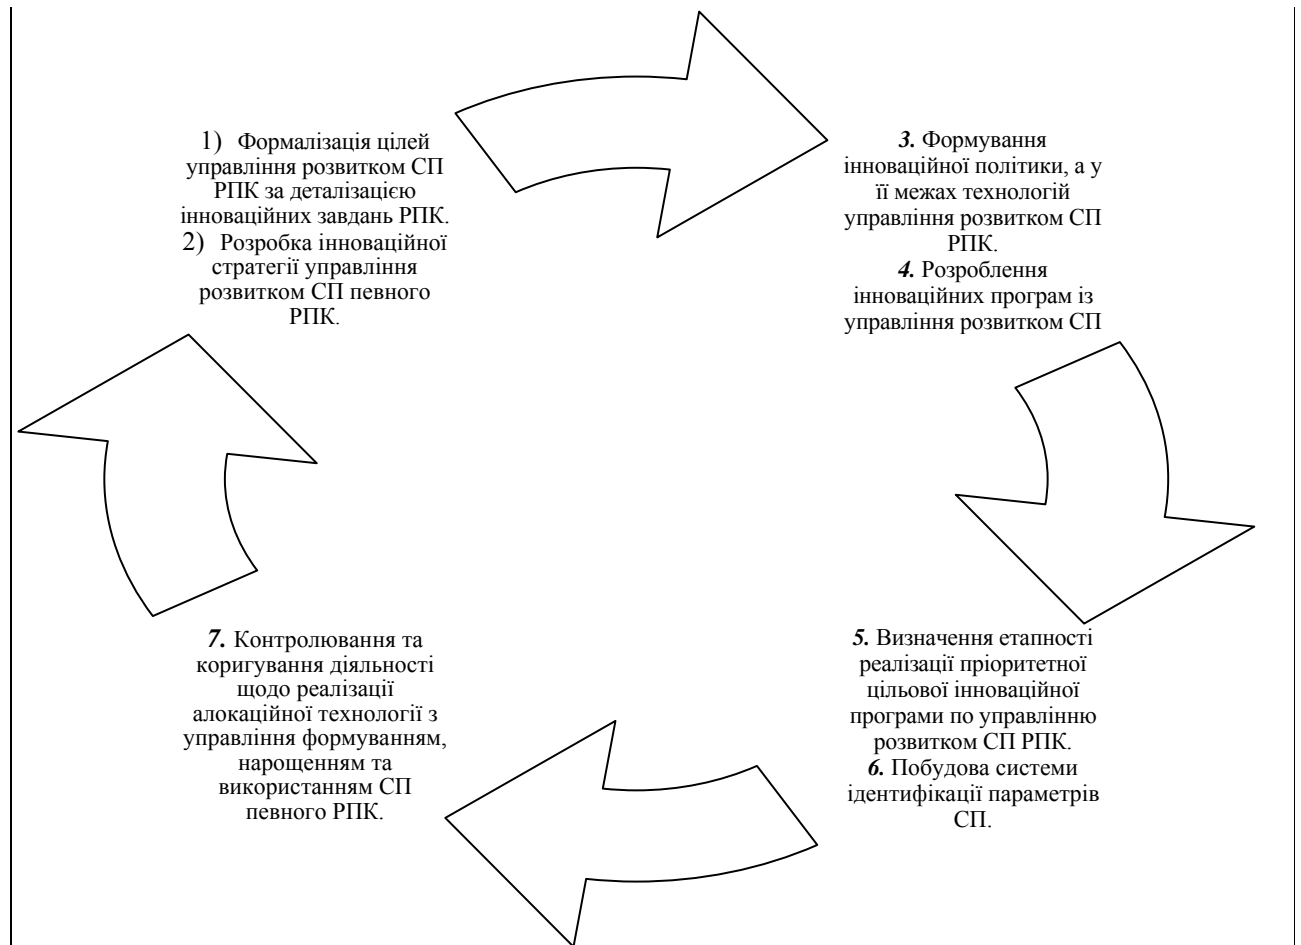 1) Формалізація цілей
управління розвитком СП
РПК за деталізацією
інноваційних завдань РПК.
2) Розробка інноваційної
стратегії управління
розвитком СП певного
РПК.
3. Формування
інноваційної політики, а у
її межах технологій
управління розвитком СП
РПК.
4. Розроблення
інноваційних програм із
управління розвитком СП
5. Визначення етапності
реалізації пріоритетної
цільової інноваційної
програми по управлінню
розвитком СП РПК.
6. Побудова системи
ідентифікації параметрів
СП.
7. Контролювання та
коригування діяльності
щодо реалізації
алокаційної технології з
управління формуванням,
нарощенням та
використанням СП
певного РПК.